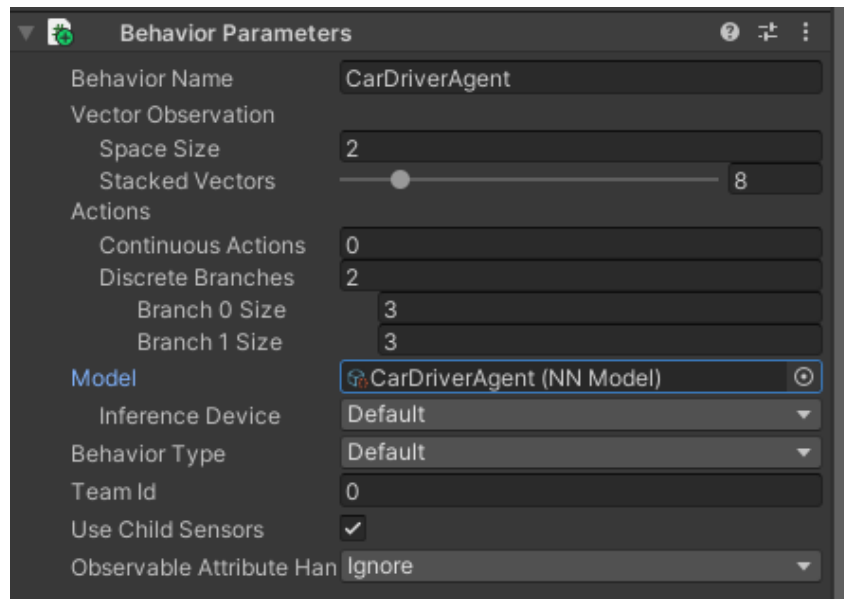 Behavior Parameters
Behavior Name CarDriverAgent
Vector Observation
Space Size 2
Stacked Vectors 8
Actions
Continuous Actions 0
Discrete Branches 2
Branch 0 Size 3
Branch 1 Size 3
Model CarDriverAgent (NN Model)
Inference Device Default
Behavior Type Default
Team Id 0
Use Child Sensors
Observable Attribute Han Ignore